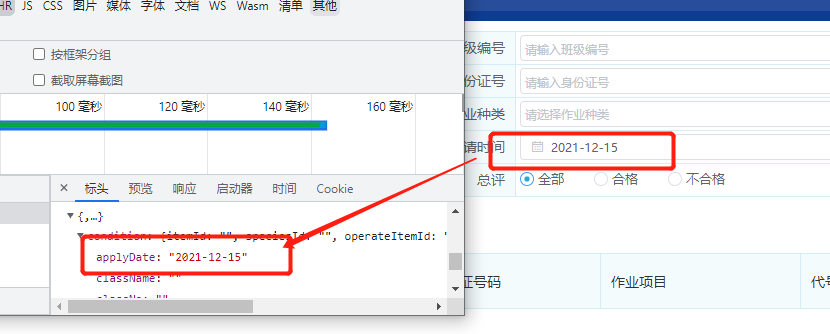 JS CSS 图片 媒体 字体 文档 WS Wasm 清单 其他
按框架分组
截取屏幕截图
100 毫秒 120 毫秒 140 毫秒 160 毫秒
× 标头 预览 响应 启动器 时间 Cookie
▼{,…}
condition: {itemId: "", speciesId: "", operateItemId: "
applyDate: "2021-12-15"
className: ""
级编号 请输入班级编号
份证号 请输入身份证号
业种类 请选择作业种类
请时间 2021-12-15
总评 全部 合格 不合格
证号码 作业项目